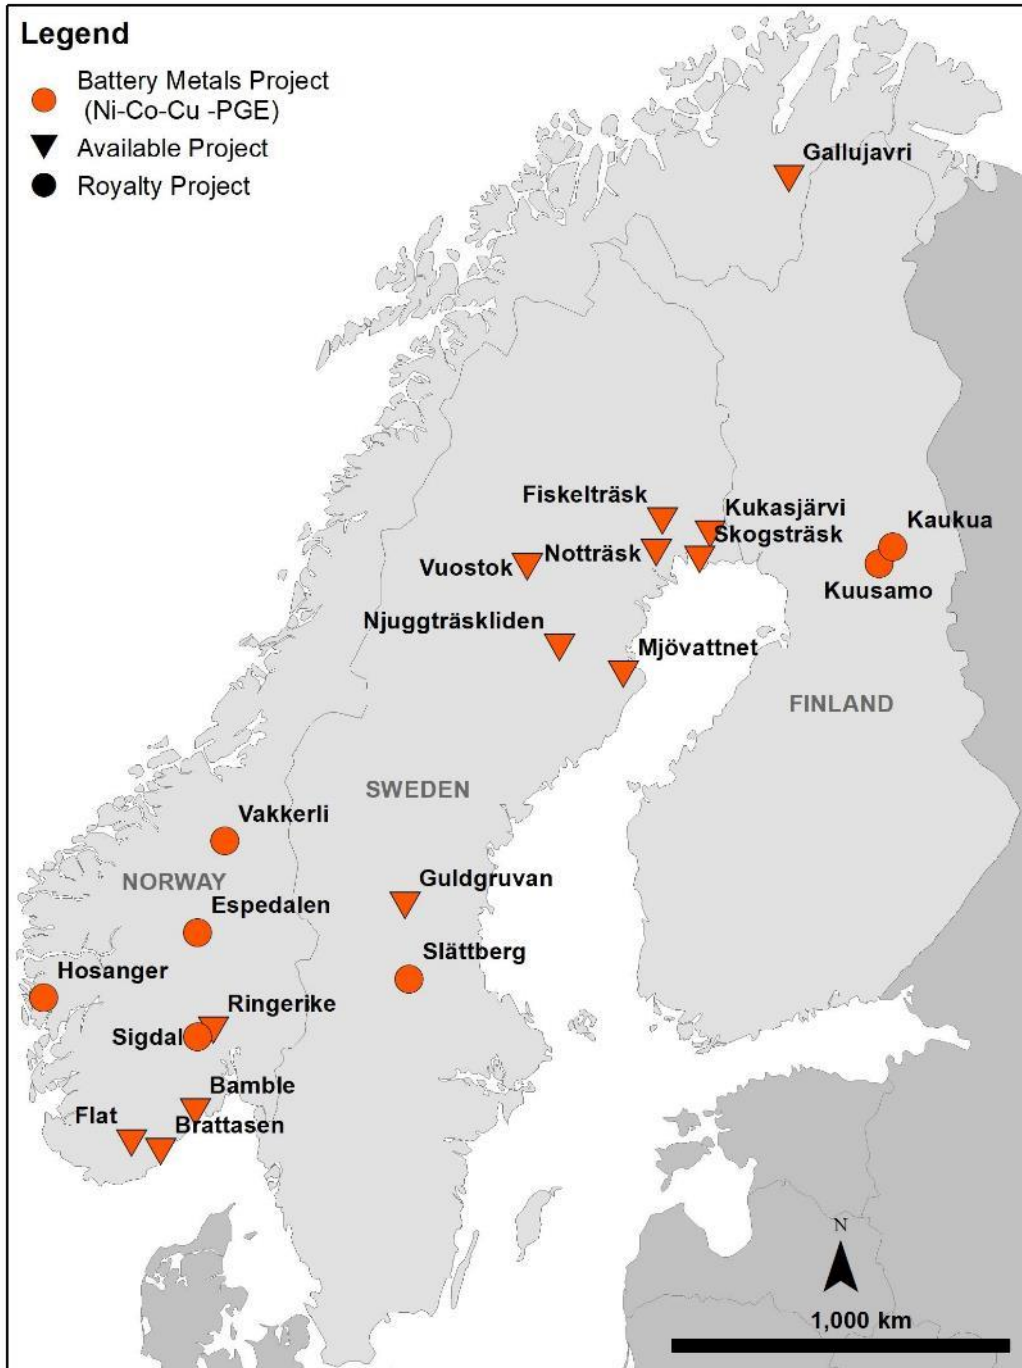 Legend
Battery Metals Project
(Ni-Co-Cu -PGE)
Available Project
Royalty Project
Gallujavri
Fiskelträsk
Kukasjärvi
Kaukua
Skogsträsk
Notträsk
Vuostok
Kuusamo
Njuggträskliden
Mjövattnet
FINLAND
SWEDEN
Vakkerli
NORWAY
Guldgruvan
Espedalen
Slättberg
Hosanger
Ringerike
Sigdal
Bamble
Flat
Brattasen
N
1,000 km